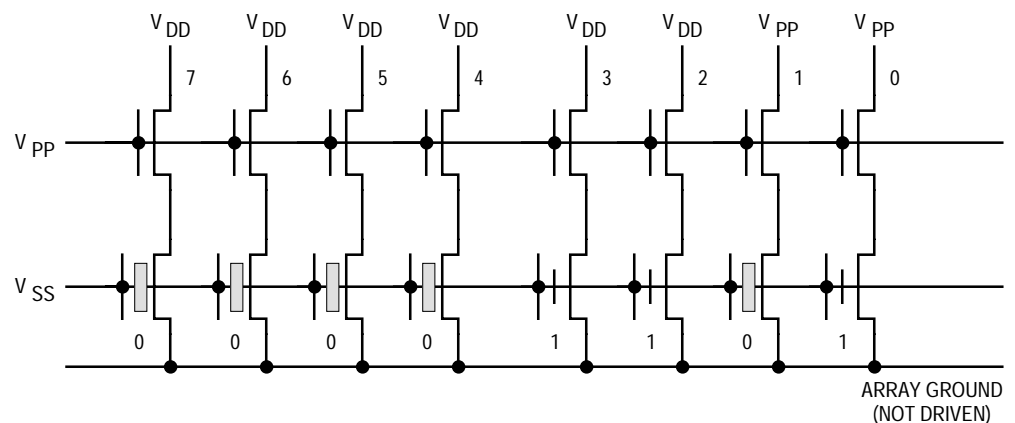 V DD V DD V DD V DD V DD V DD V PP V PP
7 6 5 4 3 2 1 0
V PP
V SS
0 0 0 0 1 1 0 1
ARRAY GROUND
(NOT DRIVEN)